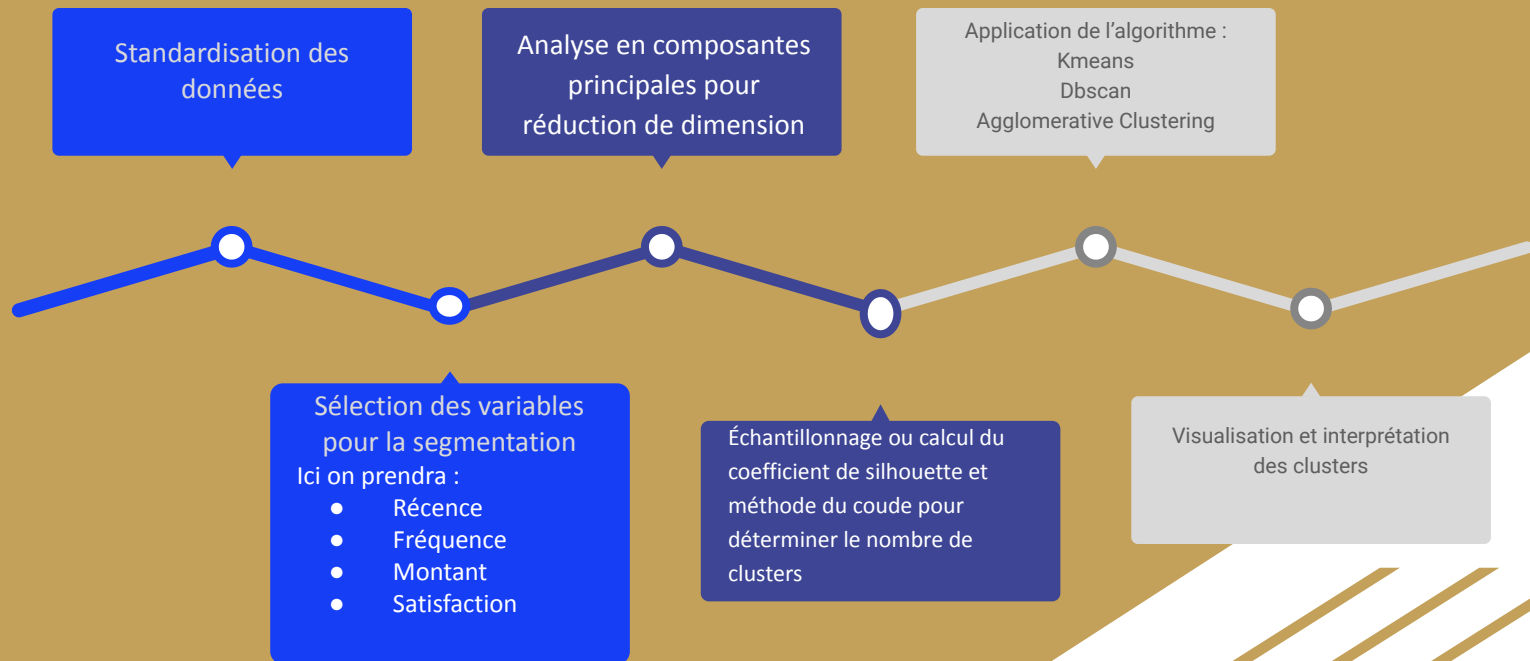 Standardisation des
données
Sélection des variables
pour la segmentation
Ici on prendra :
● Récence
● Fréquence
● Montant
● Satisfaction
Analyse en composantes
principales pour
réduction de dimension
Échantillonnage ou calcul du
coefficient de silhouette et
méthode du coude pour
déterminer le nombre de
clusters
Application de l’algorithme :
Kmeans
Dbscan
Agglomerative Clustering
Visualisation et interprétation
des clusters